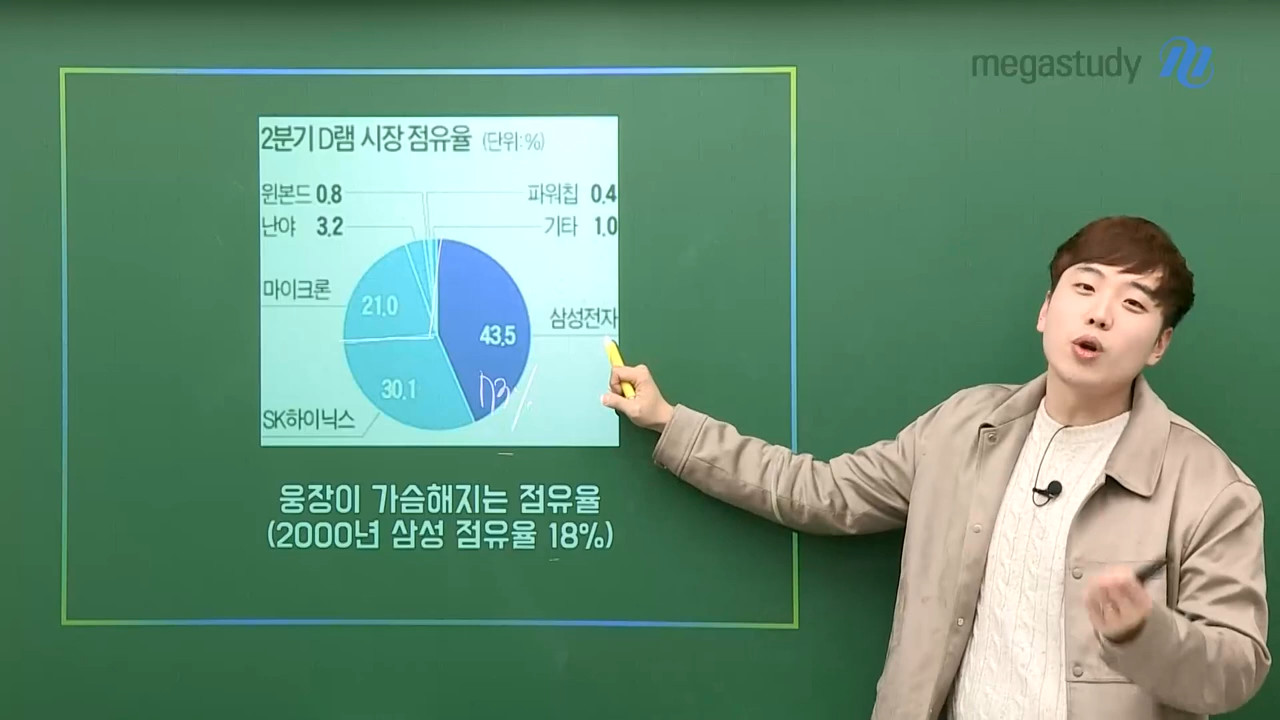 megastudy
2분기 D램 시장 점유율 (단위:%)
윈본드 0.8
파워칩 0.4
난야 3.2
기타 1.0
마이크론
21.0
삼성전자
43.5
30.1
73%
SK하이닉스
웅장이 가슴해지는 점유율
(2000년 삼성 점유율 18%)